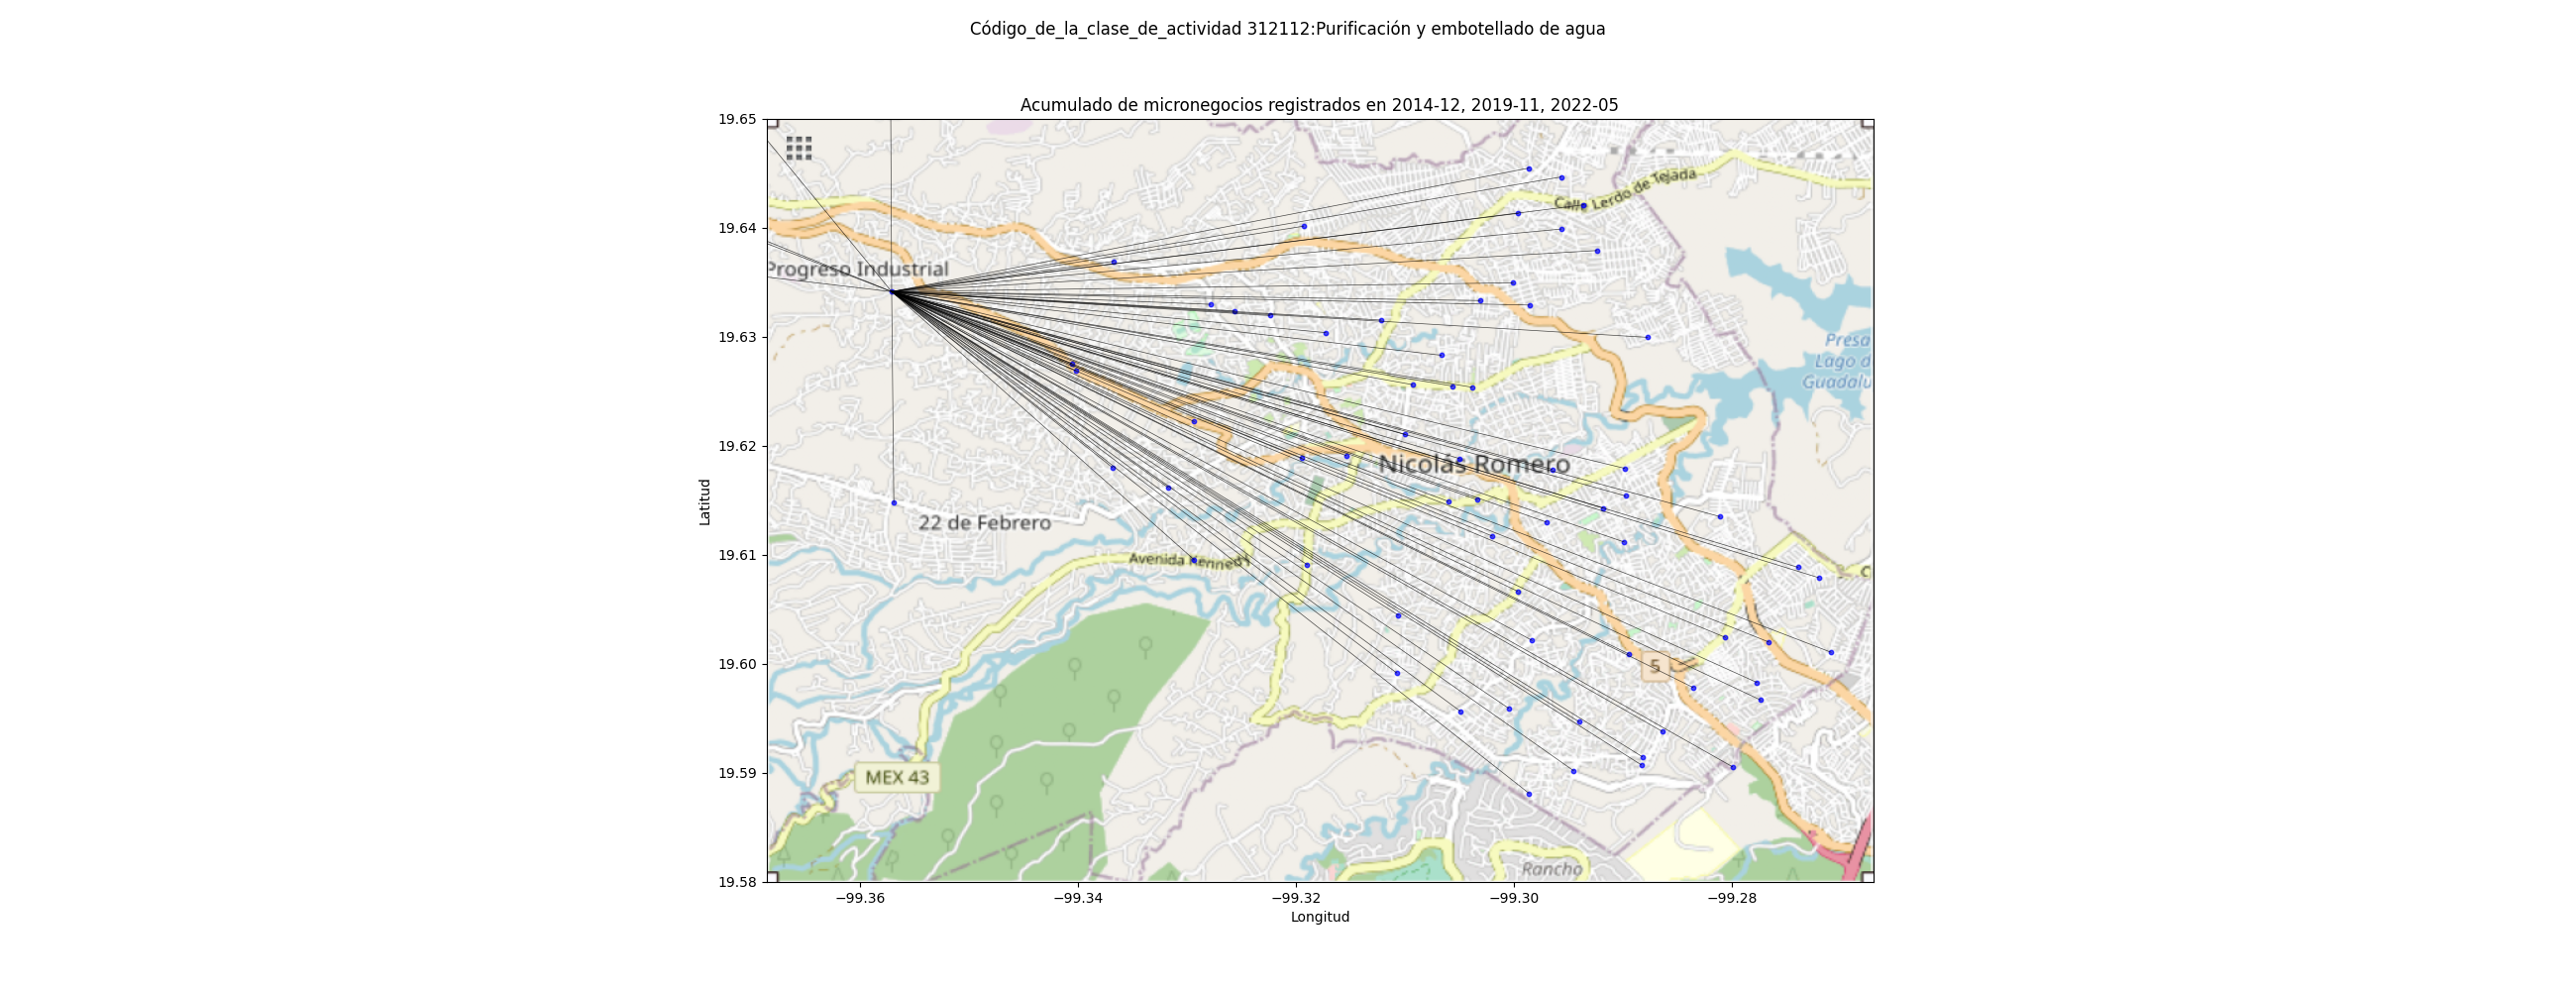 Código_de_la_clase_de_actividad 312112:Purificación y embotellado de agua
Acumulado de micronegocios registrados en 2014-12, 2019-11, 2022-05
19.65
19.64
19.63
19.62
19.61
19.60
19.59
19.58
Latitud
Calle Lerdo de Tejada
Progreso Industrial
Presa
Lago d
Guadalu
Nicolás Romero
22 de Febrero
Avenida Kennedy
C
5
MEX 43
Rancho
−99.36
−99.34
−99.32
−99.30
−99.28
Longitud